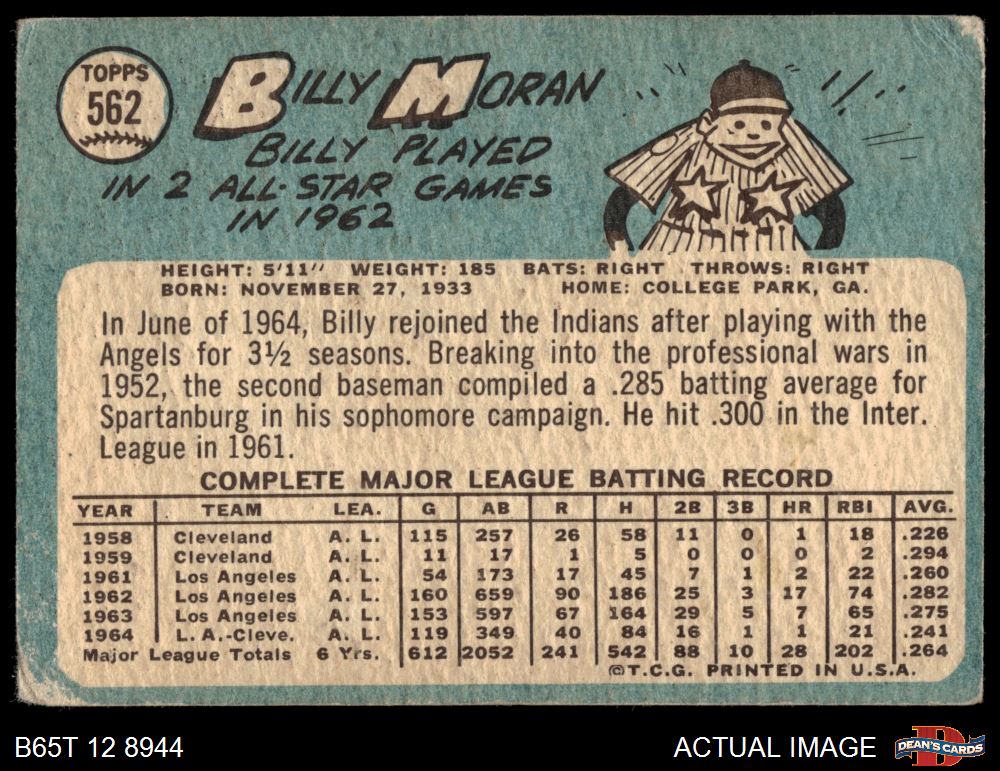 TOPPS
562
BILLY MORAN
BILLY PLAYED
IN 2 ALL-STAR GAMES
IN 1962
HEIGHT: 5'11" WEIGHT: 185 BATS: RIGHT THROWS: RIGHT
BORN: NOVEMBER 27, 1933 HOME: COLLEGE PARK, GA.
In June of 1964, Billy rejoined the Indians after playing with the
Angels for 3½ seasons. Breaking into the professional wars in
1952, the second baseman compiled a .285 batting average for
Spartanburg in his sophomore campaign. He hit .300 in the Inter.
League in 1961.
COMPLETE MAJOR LEAGUE BATTING RECORD
YEAR TEAM LEA. G AB R H 2B 3B HR RBI AVG.
1958 Cleveland A. L. 115 257 26 58 11 0 1 18 .226
1959 Cleveland A. L. 11 17 1 5 0 0 0 2 .294
1961 Los Angeles A. L. 54 173 17 45 7 1 2 22 .260
1962 Los Angeles A. L. 160 659 90 186 25 3 17 74 .282
1963 Los Angeles A. L. 153 597 67 164 29 5 7 65 .275
1964 L. A.-Cleve. A. L. 119 349 40 84 16 1 1 21 .241
Major League Totals 6 Yrs. 612 2052 241 542 88 10 28 202 .264
©T.C.G. PRINTED IN U.S.A.
B65T 12 8944 ACTUAL IMAGE DEAN'S CARDS